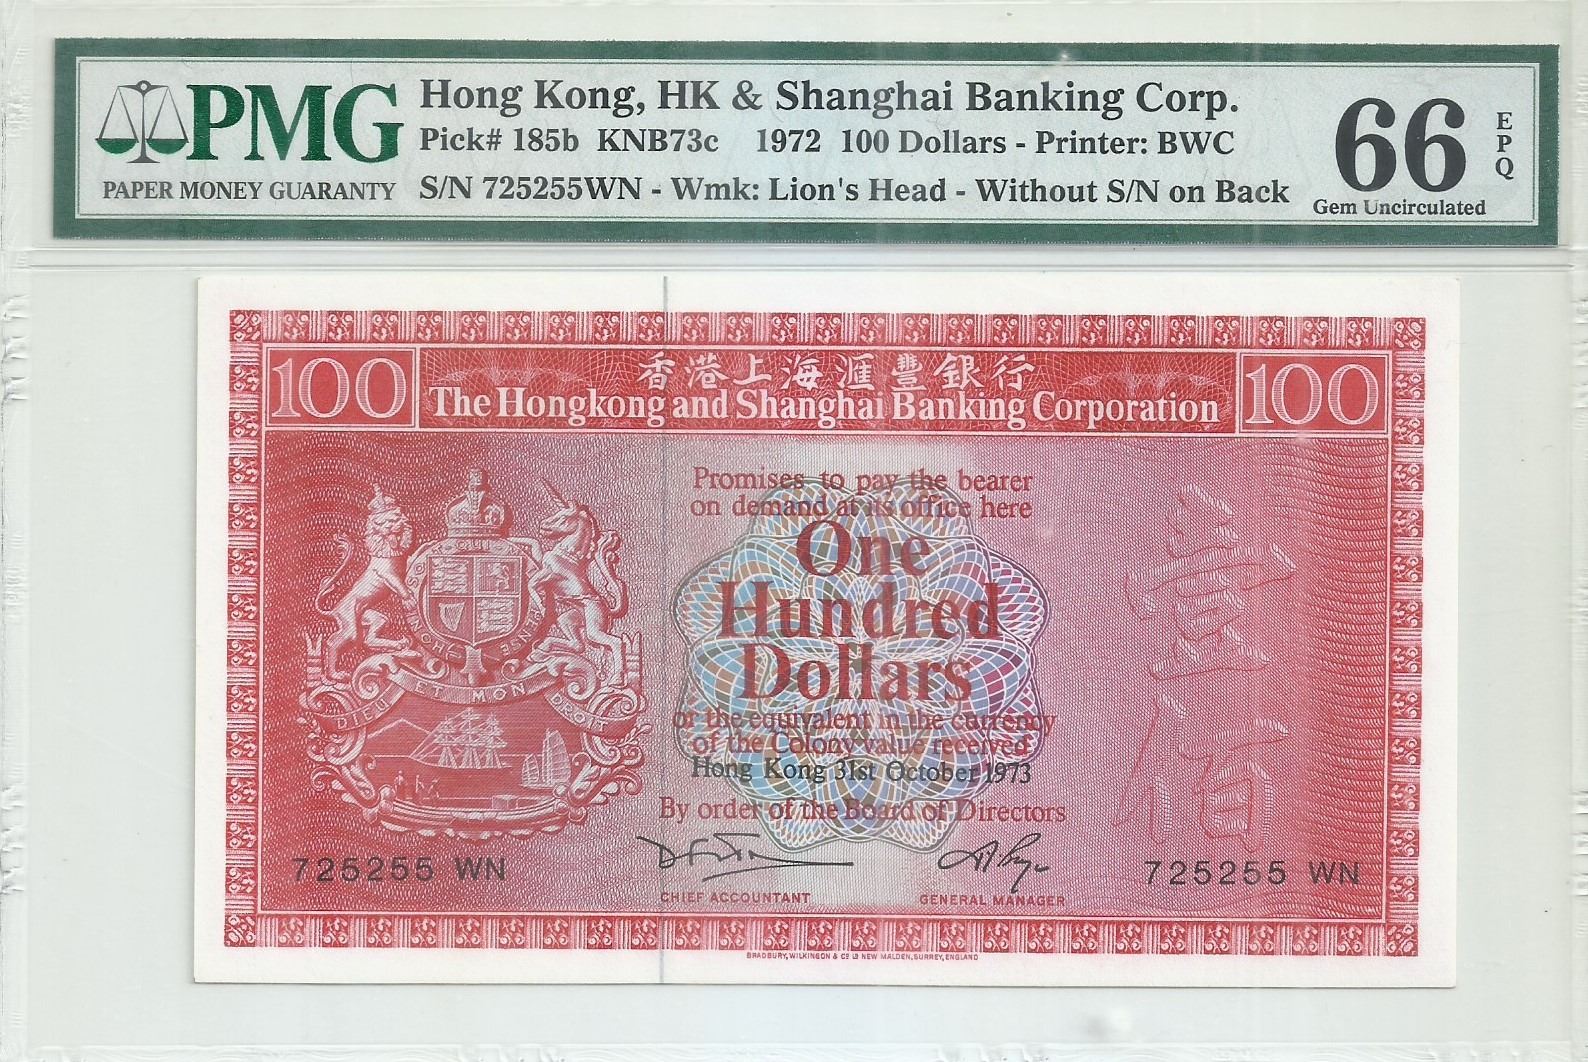 PMG
PAPER MONEY GUARANTY
Hong Kong, HK & Shanghai Banking Corp.
Pick# 185b KNB73c 1972 100 Dollars - Printer: BWC
S/N 725255WN - Wmk: Lion's Head - Without S/N on Back
66
EPQ
Gem Uncirculated
100
香港上海滙豐銀行
The Hongkong and Shanghai Banking Corporation
100
Promises to pay the bearer
on demand at its office here
One
Hundred
Dollars
or the equivalent in the currency
of the Colony value received
Hong Kong 31st October 1973
By order of the Board of Directors
壹佰
DIEU ET MON DROIT
725255 WN
725255 WN
CHIEF ACCOUNTANT
GENERAL MANAGER
BRADBURY, WILKINSON & Cº Lᴰ NEW MALDEN, SURREY, ENGLAND